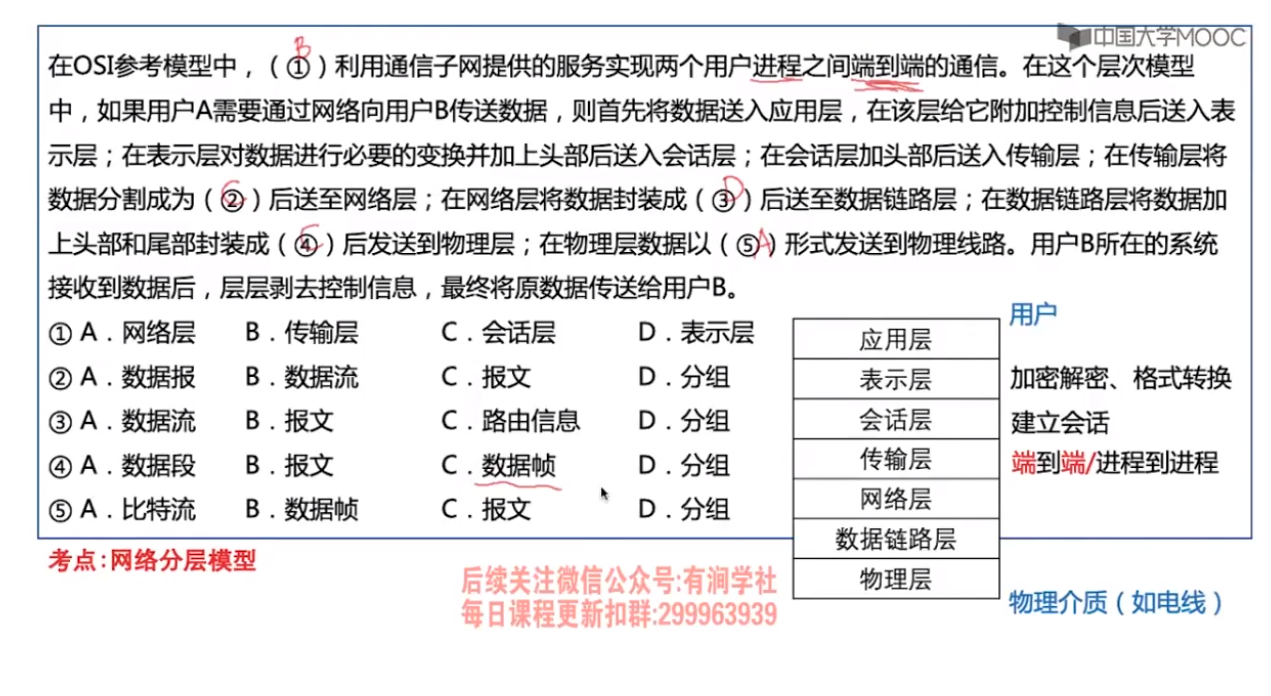 中国大学MOOC
B
在OSI参考模型中，（①）利用通信子网提供的服务实现两个用户进程之间端到端的通信。在这个层次模型
中，如果用户A需要通过网络向用户B传送数据，则首先将数据送入应用层，在该层给它附加控制信息后送入表
示层；在表示层对数据进行必要的变换并加上头部后送入会话层；在会话层加头部后送入传输层；在传输层将
数据分割成为（②）后送至网络层；在网络层将数据封装成（③）后送至数据链路层；在数据链路层将数据加
C D
上头部和尾部封装成（④）后发送到物理层；在物理层数据以（⑤）形式发送到物理线路。用户B所在的系统
C A
接收到数据后，层层剥去控制信息，最终将原数据传送给用户B。
① A．网络层 B．传输层 C．会话层 D．表示层
② A．数据报 B．数据流 C．报文 D．分组
③ A．数据流 B．报文 C．路由信息 D．分组
④ A．数据段 B．报文 C．数据帧 D．分组
⑤ A．比特流 B．数据帧 C．报文 D．分组
用户
应用层
表示层 加密解密、格式转换
会话层 建立会话
传输层 端到端/进程到进程
网络层
数据链路层
物理层
物理介质（如电线）
考点:网络分层模型
后续关注微信公众号:有涧学社
每日课程更新扣群:299963939